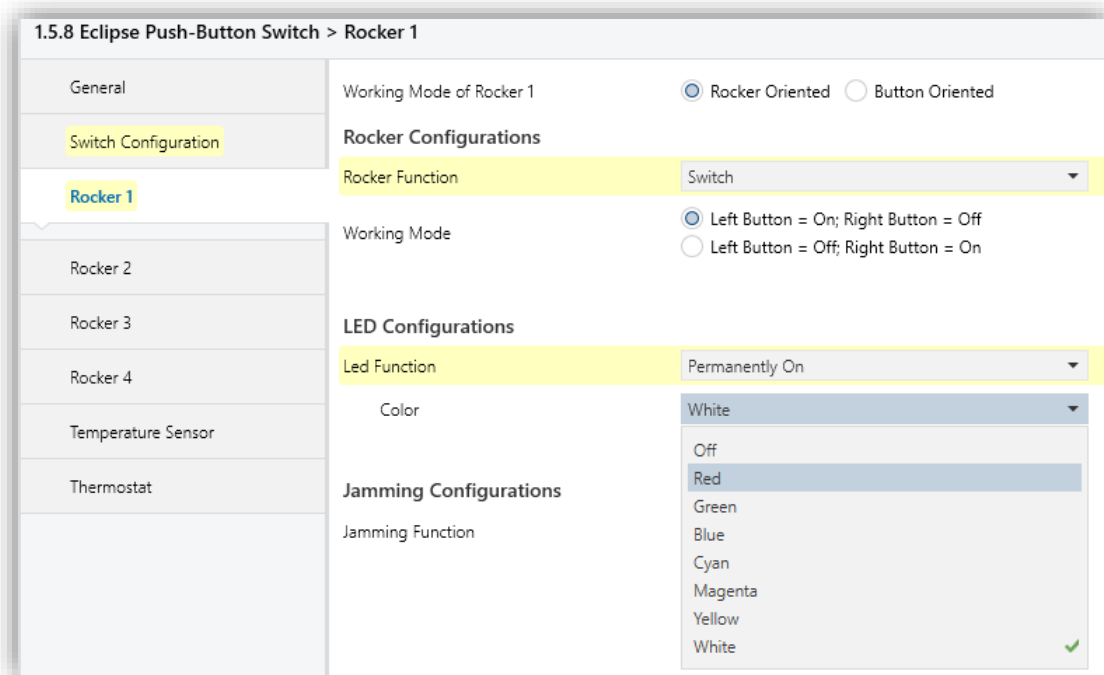 1.5.8 Eclipse Push-Button Switch > Rocker 1
General
Switch Configuration
Rocker 1
Rocker 2
Rocker 3
Rocker 4
Temperature Sensor
Thermostat
Working Mode of Rocker 1 Rocker Oriented Button Oriented
Rocker Configurations
Rocker Function Switch
Working Mode Left Button = On; Right Button = Off
Left Button = Off; Right Button = On
LED Configurations
Led Function Permanently On
Color White
Off
Red
Green
Blue
Cyan
Magenta
Yellow
White
Jamming Configurations
Jamming Function